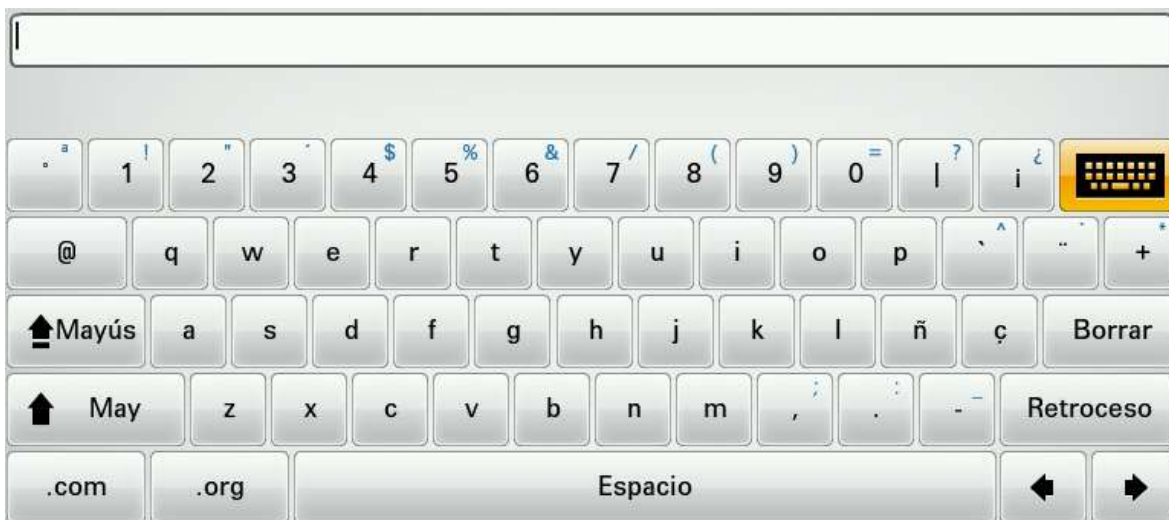 ° ª 1 ! 2 " 3 ´ 4 $ 5 % 6 & 7 / 8 ( 9 ) 0 = | ? ¡ ¿
@ q w e r t y u i o p ` ^ ¨ ´ + *
Mayús a s d f g h j k l ñ ç Borrar
May z x c v b n m , ; . : - _ Retroceso
.com .org Espacio